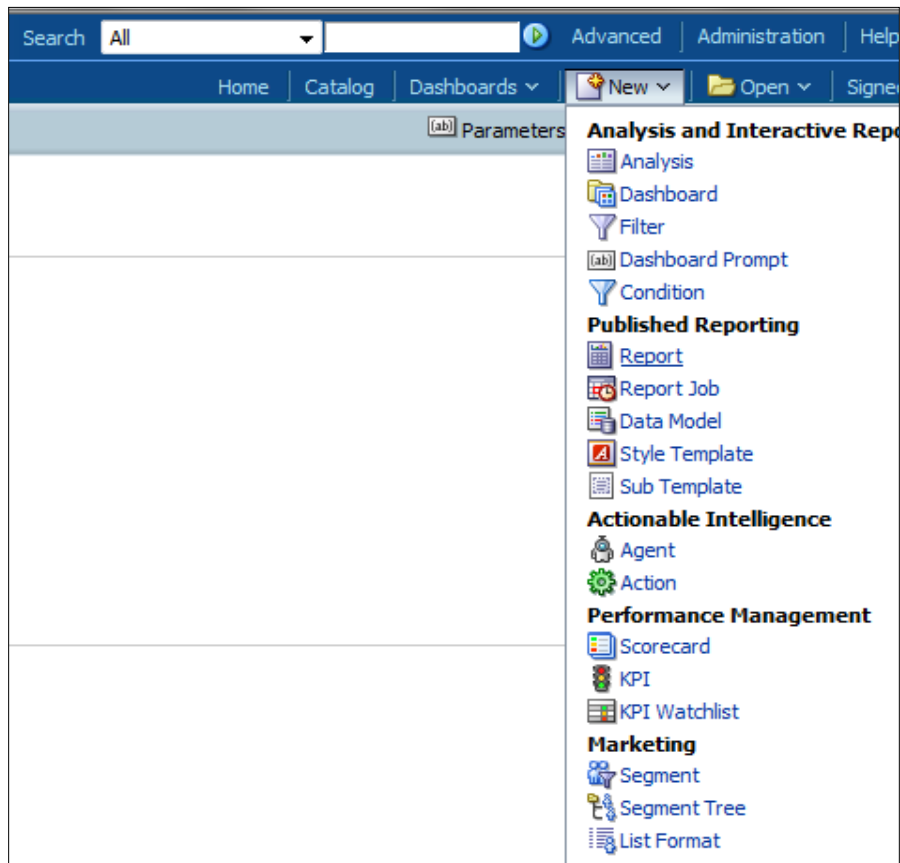 Search All Advanced Administration Help
Home Catalog Dashboards New Open
(ab) Parameters
Analysis and Interactive
Analysis
Dashboard
Filter
(ab) Dashboard Prompt
Condition
Published Reporting
Report
Report Job
Data Model
Style Template
Sub Template
Actionable Intelligence
Agent
Action
Performance Management
Scorecard
KPI
KPI Watchlist
Marketing
Segment
Segment Tree
List Format